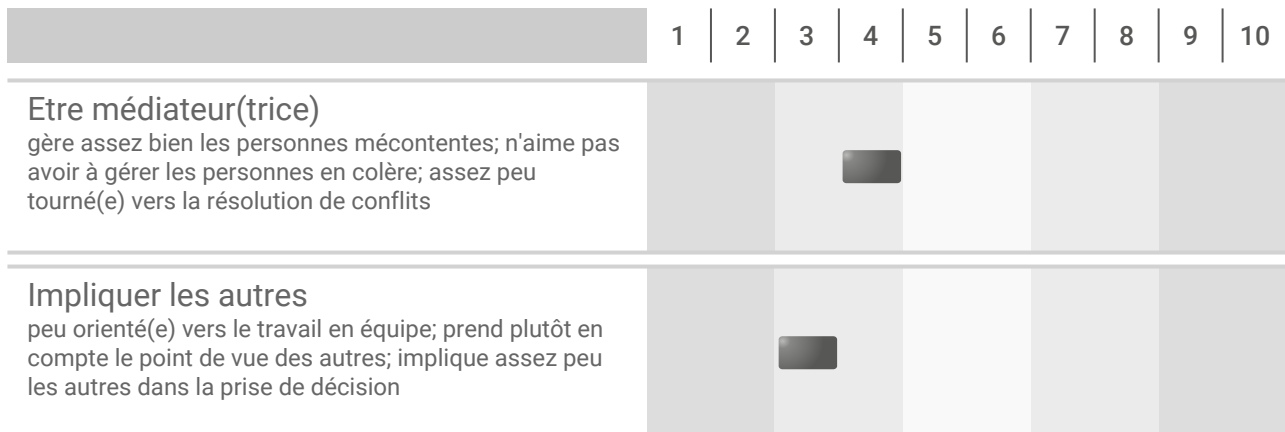 1 2 3 4 5 6 7 8 9 10
Etre médiateur(trice)
gère assez bien les personnes mécontentes; n'aime pas
avoir à gérer les personnes en colère; assez peu
tourné(e) vers la résolution de conflits
Impliquer les autres
peu orienté(e) vers le travail en équipe; prend plutôt en
compte le point de vue des autres; implique assez peu
les autres dans la prise de décision